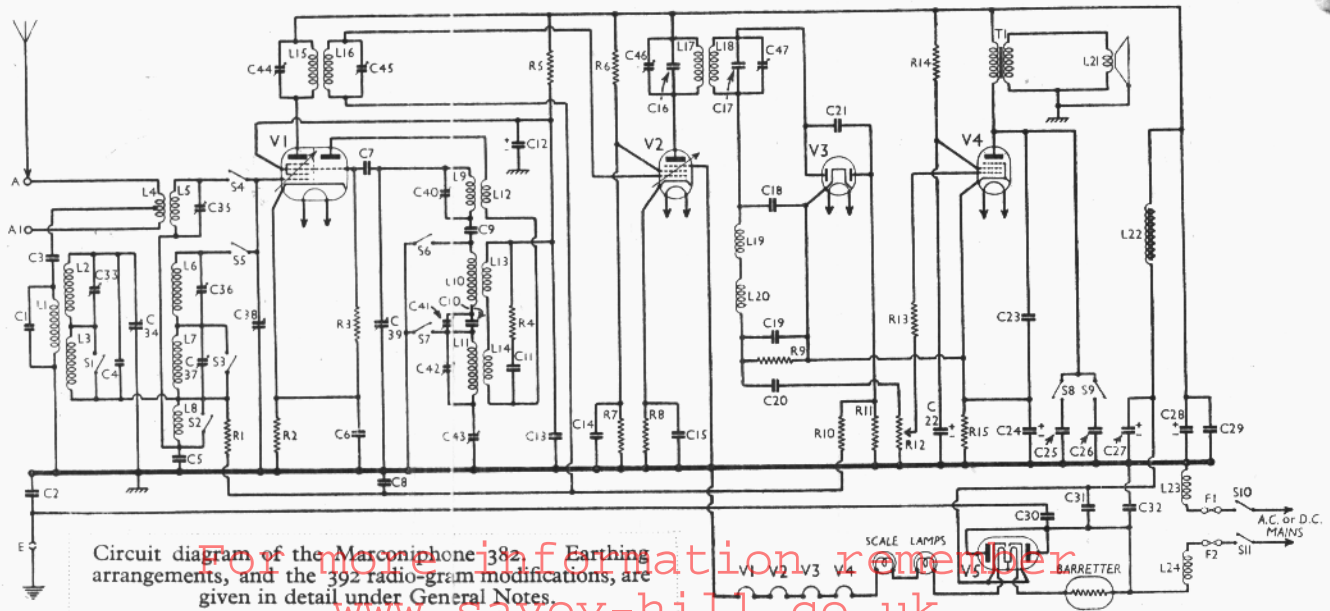 L15 L16 C44 C45 R5 R6 C46 L17 L18 C47 C16 C17 R14 T1 L21
V1 C7 C12 V2 C21 V3 V4
A L4 L5 S4 C35 C40 L9 L12 C18 L22
A1 S5 C9 S6 L19
C3 L2 C33 L6 C36 L10 L13 L20
C1 L1 C34 C38 R3 C39 C41 C10 R4 R13 C23
L3 S1 C4 L7 C37 S3 S7 L11 L14 C11 C19 R9
C42 C20 S8 S9
L8 S2 R1 R2 C6 C43 C13 C14 R7 R8 C15 R10 R11 R12 C22 R15 C24 C25 C26 C27 C28 C29
C5 C8
C2 C30 C31 C32 L23 F1 S10
A.C. or D.C.
MAINS
E F2 S11
SCALE LAMPS V5 BARRETTER L24
V1 V2 V3 V4
Circuit diagram of the Marconiphone 382. Earthing
arrangements, and the 392 radio-gram modifications, are
given in detail under General Notes.
For more information remember
www.savoy-hill.co.uk